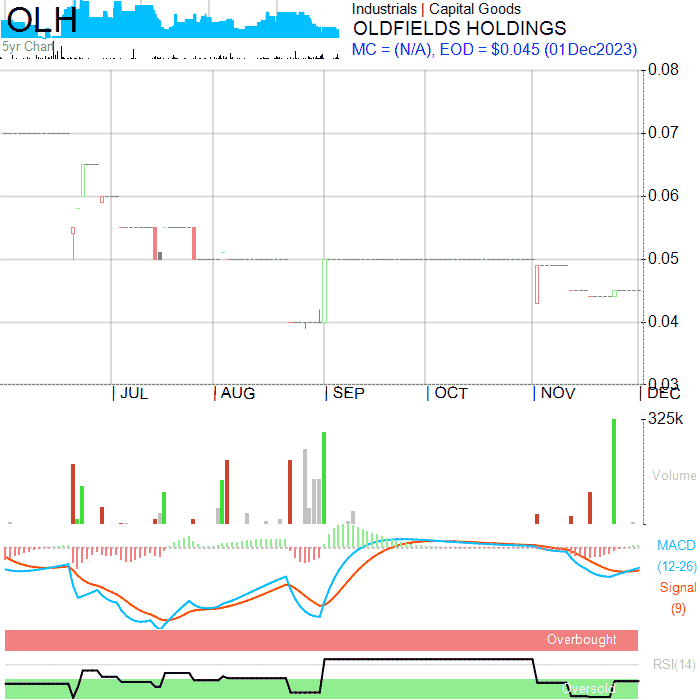 OLH
5yr Chart
Industrials | Capital Goods
OLDFIELDS HOLDINGS
MC = (N/A), EOD = $0.045 (01Dec2023)
0.08
0.07
0.06
0.05
0.04
0.03
JUL AUG SEP OCT NOV DEC
325k
Volume
MACD
(12-26)
Signal
(9)
Overbought
RSI(14)
Oversold